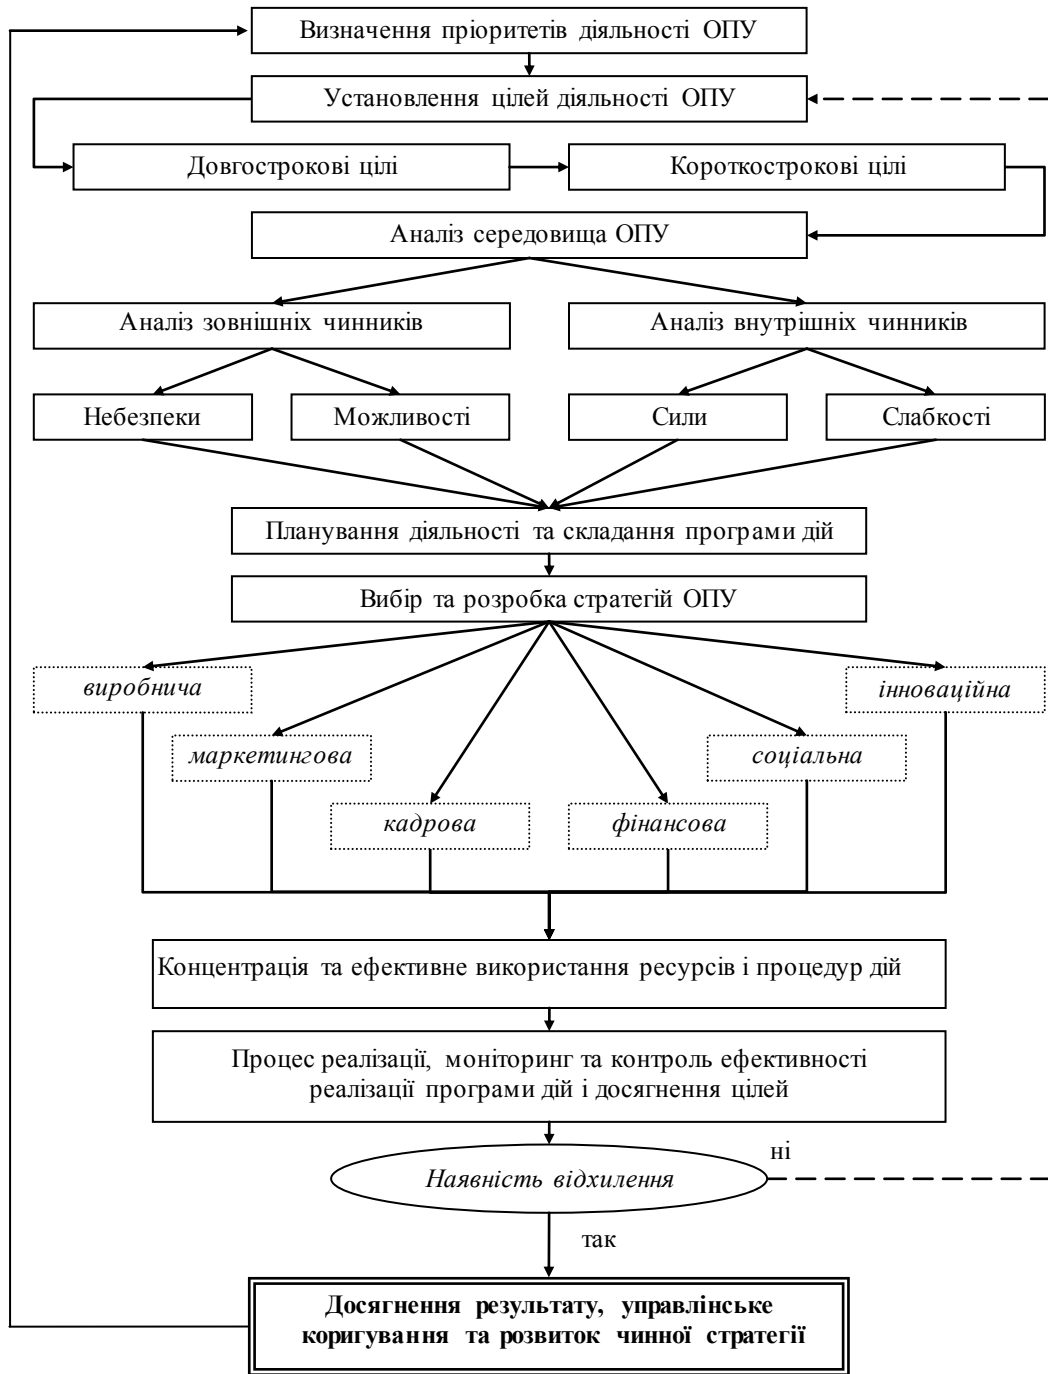 Визначення пріоритетів діяльності ОПУ
Установлення цілей діяльності ОПУ
Довгострокові цілі
Короткострокові цілі
Аналіз середовища ОПУ
Аналіз зовнішніх чинників
Аналіз внутрішніх чинників
Небезпеки
Можливості
Сили
Слабкості
Планування діяльності та складання програми дій
Вибір та розробка стратегій ОПУ
виробнича
інноваційна
маркетингова
соціальна
кадрова
фінансова
Концентрація та ефективне використання ресурсів і процедур дій
Процес реалізації, моніторинг та контроль ефективності
реалізації програми дій і досягнення цілей
ні
Наявність відхилення
так
Досягнення результату, управлінське
коригування та розвиток чинної стратегії